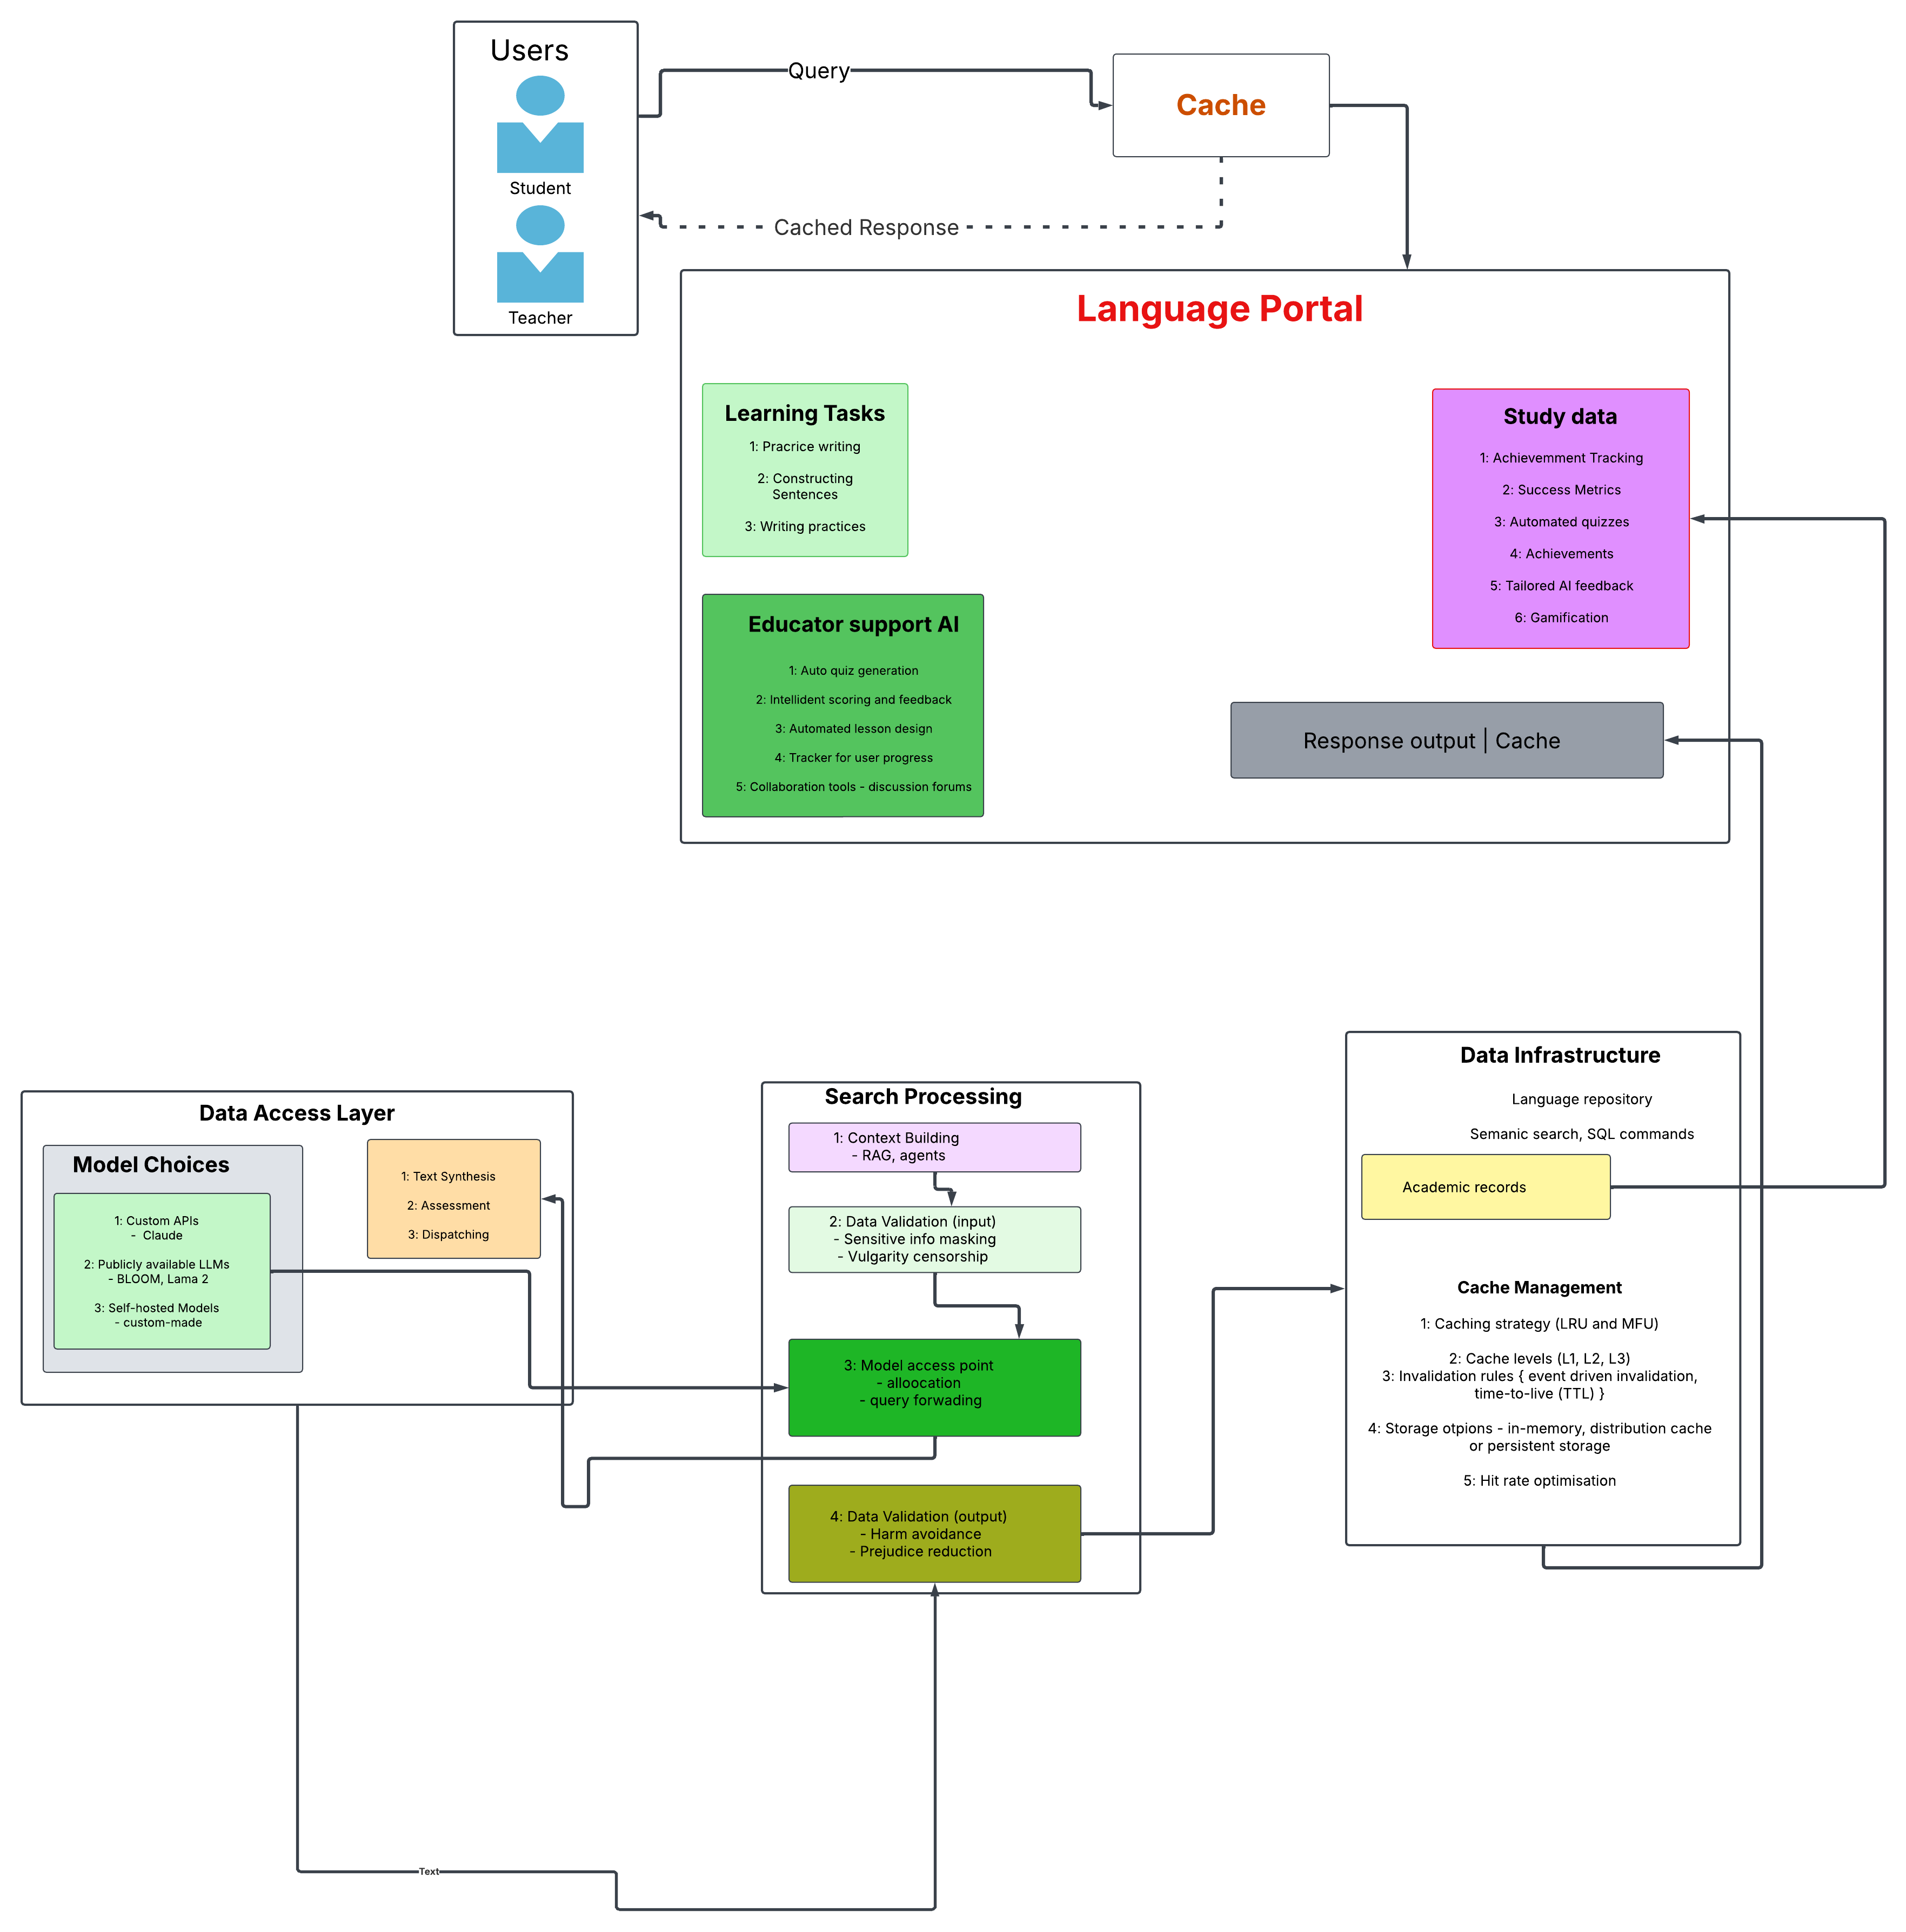 Users
Student
Teacher
Query
Cache
Cached Response
Language Portal
Learning Tasks
1: Pracrice writing
2: Constructing
Sentences
3: Writing practices
Educator support AI
1: Auto quiz generation
2: Intellident scoring and feedback
3: Automated lesson design
4: Tracker for user progress
5: Collaboration tools - discussion forums
Study data
1: Achievemment Tracking
2: Success Metrics
3: Automated quizzes
4: Achievements
5: Tailored AI feedback
6: Gamification
Response output | Cache
Data Access Layer
Model Choices
1: Custom APIs
- Claude
2: Publicly available LLMs
- BLOOM, Lama 2
3: Self-hosted Models
- custom-made
1: Text Synthesis
2: Assessment
3: Dispatching
Search Processing
1: Context Building
- RAG, agents
2: Data Validation (input)
- Sensitive info masking
- Vulgarity censorship
3: Model access point
- alloocation
- query forwading
4: Data Validation (output)
- Harm avoidance
- Prejudice reduction
Data Infrastructure
Language repository
Semanic search, SQL commands
Academic records
Cache Management
1: Caching strategy (LRU and MFU)
2: Cache levels (L1, L2, L3)
3: Invalidation rules { event driven invalidation,
time-to-live (TTL) }
4: Storage otpions - in-memory, distribution cache
or persistent storage
5: Hit rate optimisation
Text